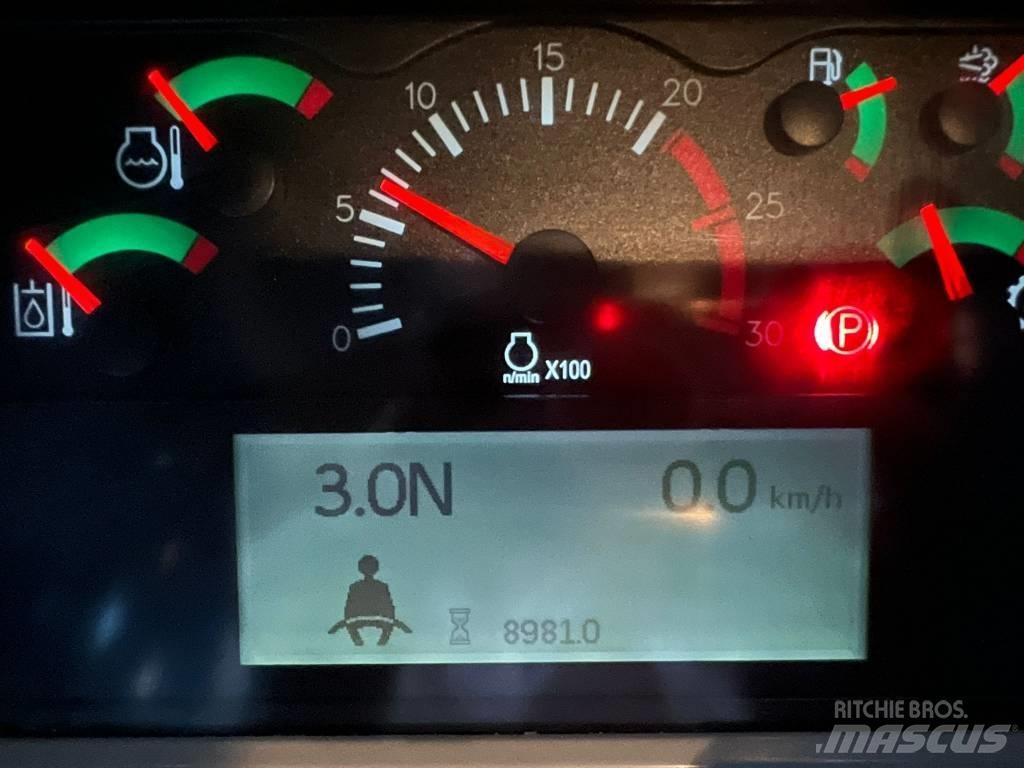 15
10
20
5
25
0
30
P
n/min X100
3.0N
0.0 km/h
8981.0
RITCHIE BROS.
MASCUS